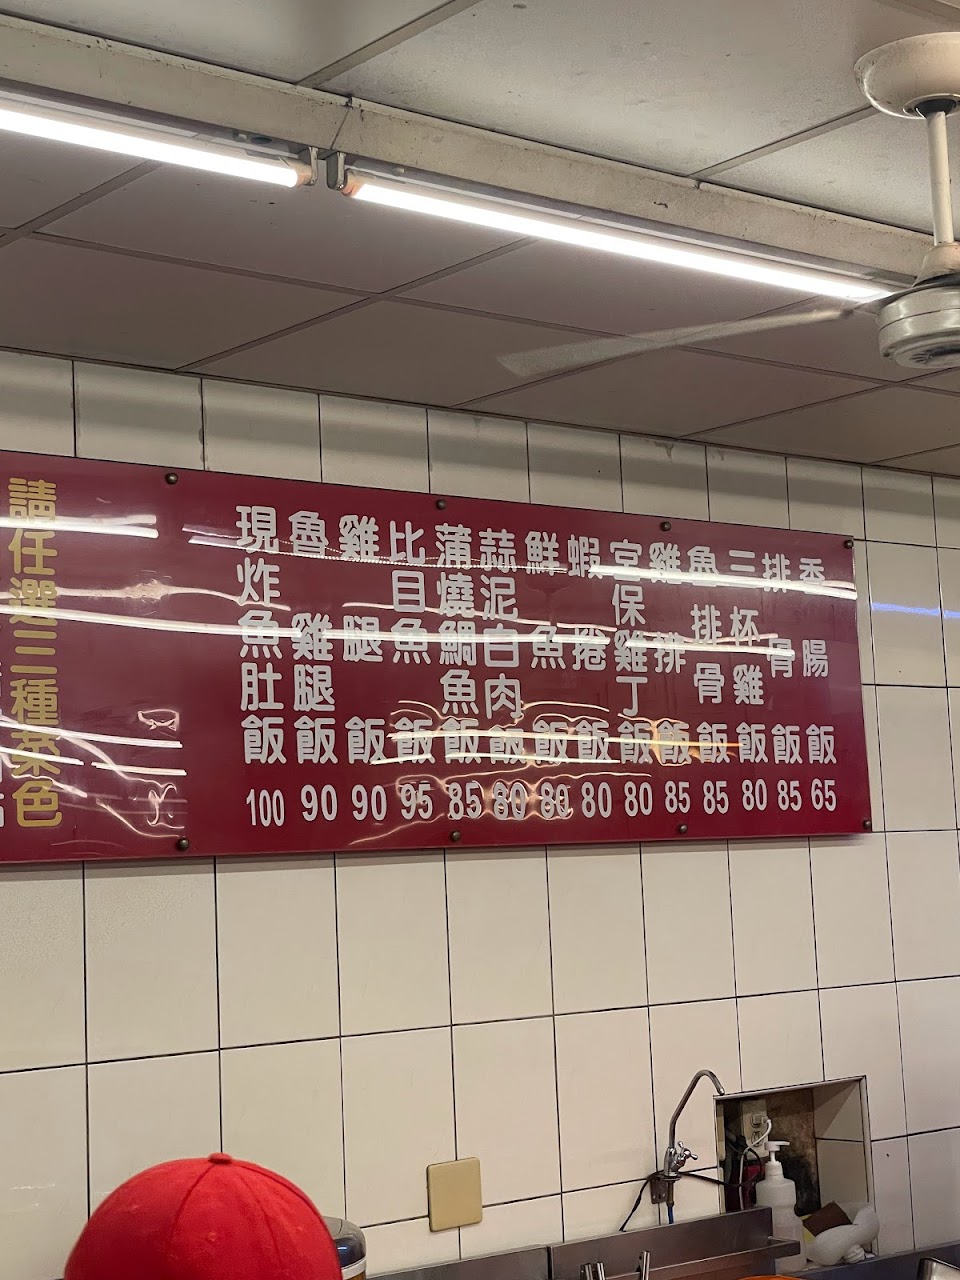 請任選三種菜色
現炸魚肚飯 100
魯雞腿飯 90
雞腿飯 90
比目魚飯 95
蒲燒鯛魚飯 85
蒜泥白肉飯 80
鮮魚飯 80
蝦捲飯 80
宮保雞丁飯 80
雞排飯 85
魯排骨飯 85
三杯雞飯 80
排骨飯 85
香腸飯 65